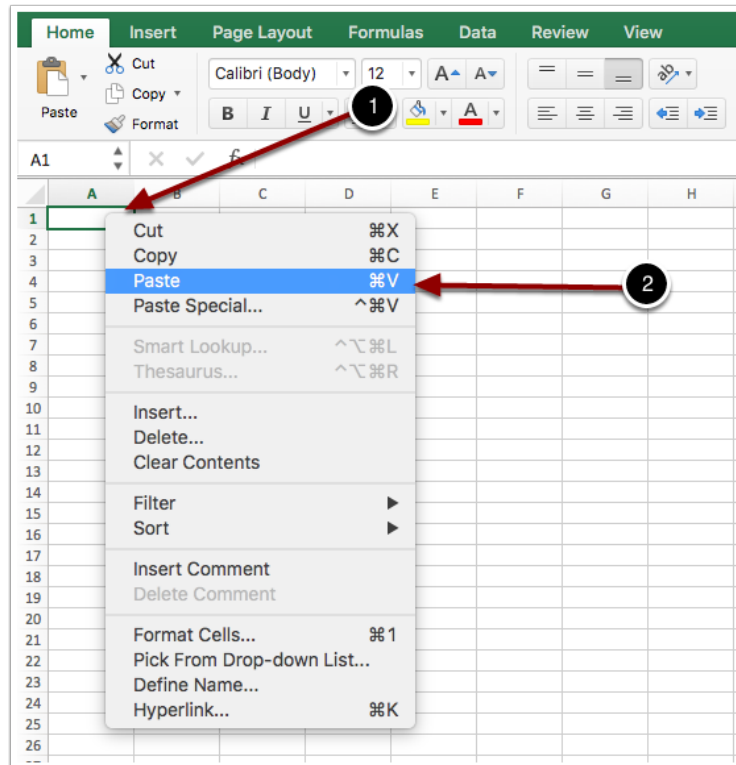 Home Insert Page Layout Formulas Data Review View
Cut
Calibri (Body) 12 A A
Copy
Paste
B I U A
Format
1
A1
A B C D E F G H
1
2
3
4
5
6
7
8
9
10
11
12
13
14
15
16
17
18
19
20
21
22
23
24
25
26
Cut ⌘X
Copy ⌘C
Paste ⌘V
2
Paste Special... ^⌘V
Smart Lookup... ^⌥⌘L
Thesaurus... ^⌥⌘R
Insert...
Delete...
Clear Contents
Filter
Sort
Insert Comment
Delete Comment
Format Cells... ⌘1
Pick From Drop-down List...
Define Name...
Hyperlink... ⌘K